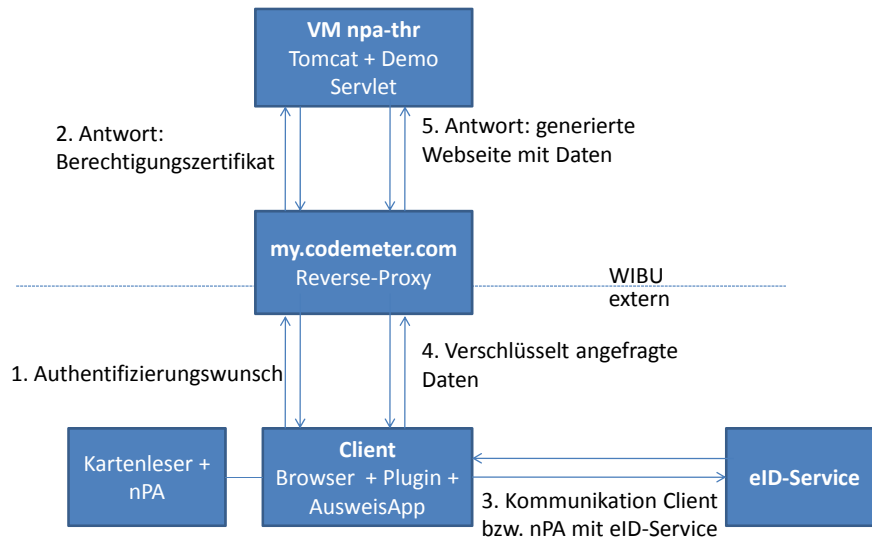 VM npa-thr
Tomcat + Demo
Servlet
2. Antwort:
Berechtigungszertifikat
5. Antwort: generierte
Webseite mit Daten
my.codemeter.com
Reverse-Proxy
WIBU
extern
1. Authentifizierungswunsch
4. Verschlüsselt angefragte
Daten
Kartenleser +
nPA
Client
Browser + Plugin +
AusweisApp
eID-Service
3. Kommunikation Client
bzw. nPA mit eID-Service